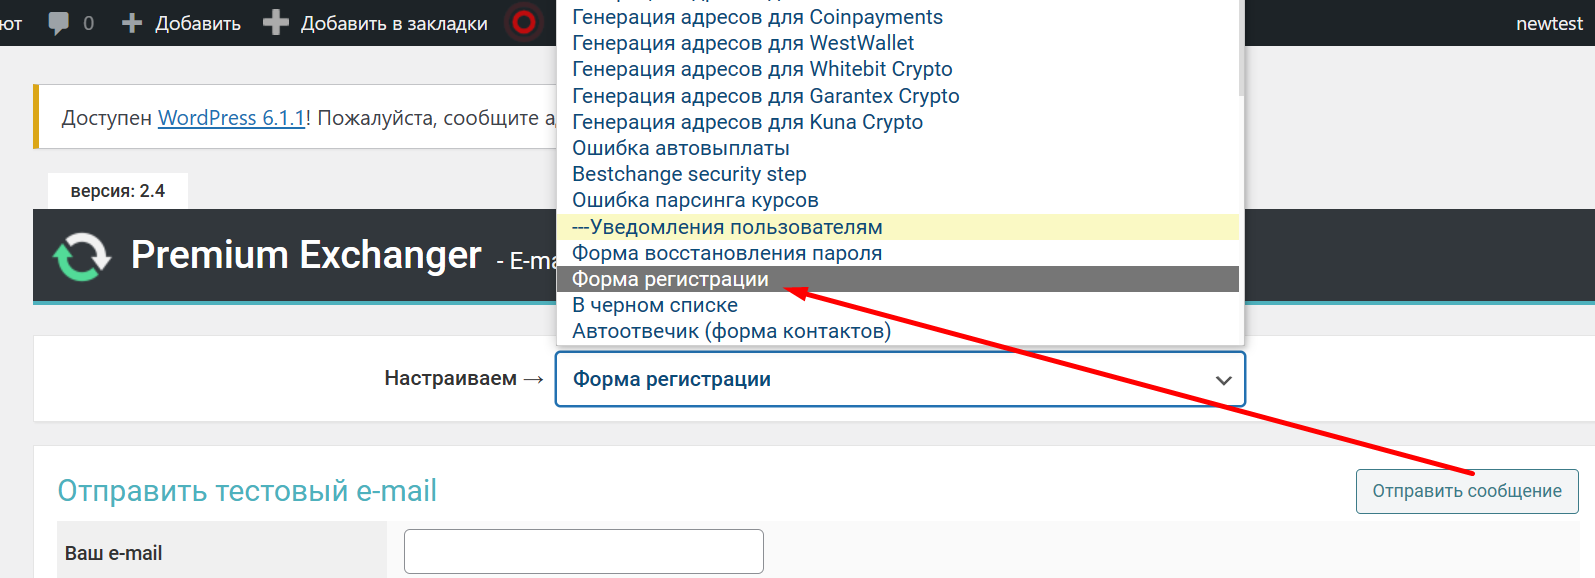 ют 0 Добавить Добавить в закладки newtest
Генерация адресов для Coinpayments
Генерация адресов для WestWallet
Генерация адресов для Whitebit Crypto
Генерация адресов для Garantex Crypto
Генерация адресов для Kuna Crypto
Ошибка автовыплаты
Bestchange security step
Ошибка парсинга курсов
---Уведомления пользователям
Форма восстановления пароля
Форма регистрации
В черном списке
Автоотвечик (форма контактов)
Доступен WordPress 6.1.1! Пожалуйста, сообщите
версия: 2.4
Premium Exchanger - E-ma
Настраиваем → Форма регистрации
Отправить тестовый e-mail
Отправить сообщение
Ваш e-mail